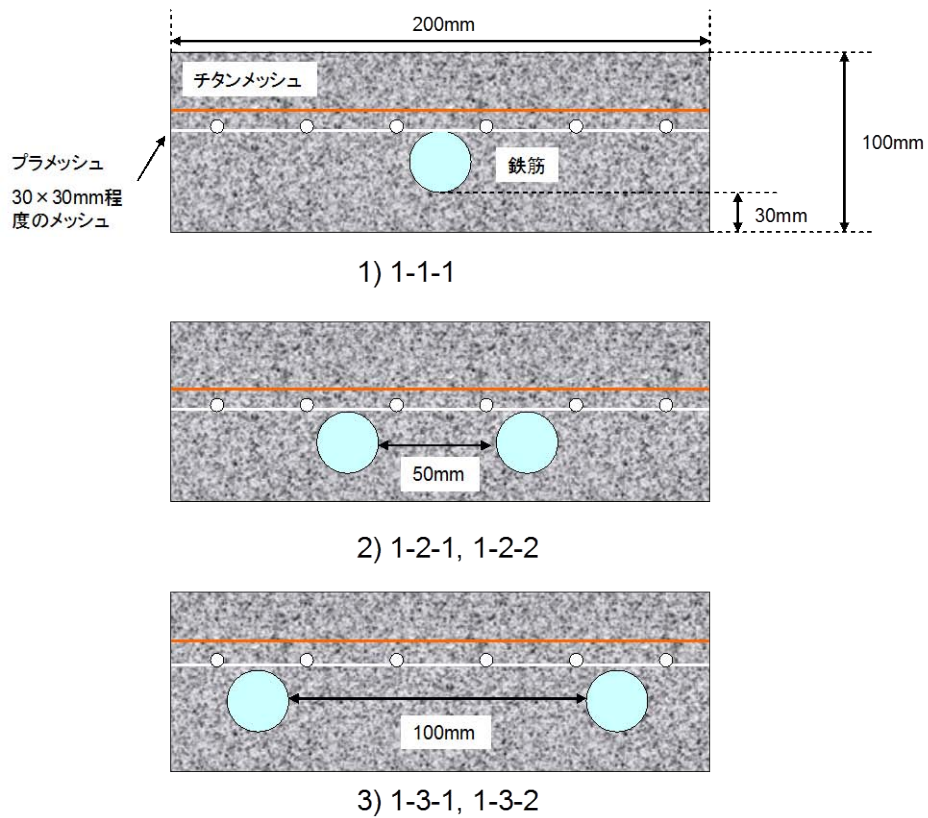 200mm
チタンメッシュ
プラメッシュ
30×30mm程
度のメッシュ
鉄筋
100mm
30mm
1) 1-1-1
50mm
2) 1-2-1, 1-2-2
100mm
3) 1-3-1, 1-3-2